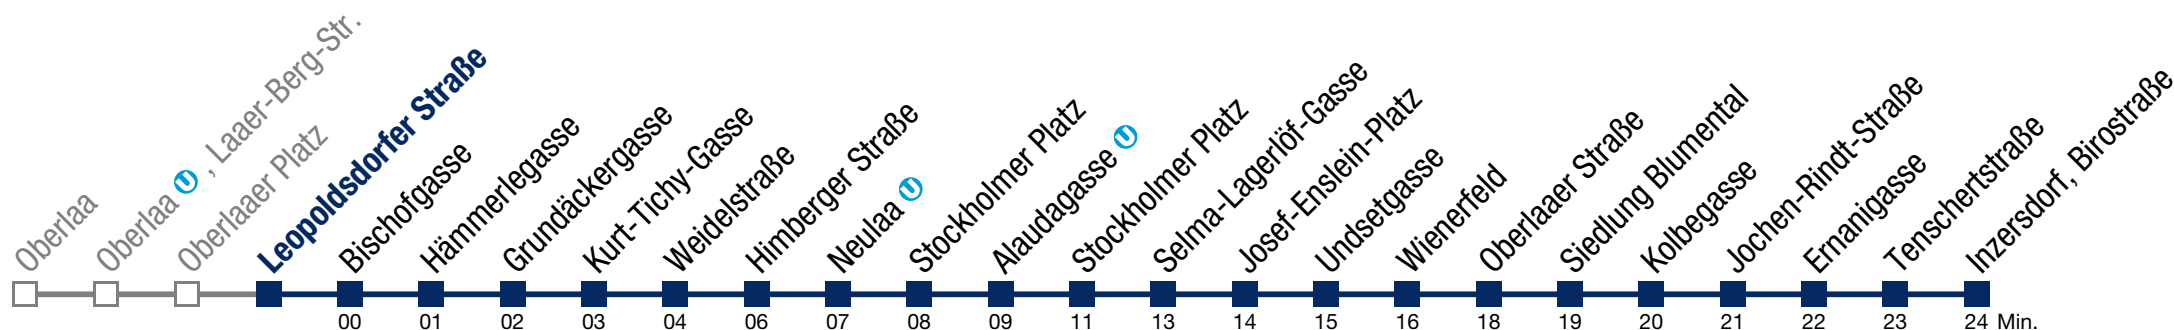 Oberlaa
Oberlaa U, Laaer-Berg-Str.
Oberlaaer Platz
Leopoldsdorfer Straße
Bischofgasse
Hämmerlegasse
Grundäckergasse
Kurt-Tichy-Gasse
Weidelstraße
Himberger Straße
Neulaa U
Stockholmer Platz
Alaudagasse U
Stockholmer Platz
Selma-Lagerlöf-Gasse
Josef-Enslein-Platz
Undsetgasse
Wienerfeld
Oberlaaer Straße
Siedlung Blumental
Kolbegasse
Jochen-Rindt-Straße
Ernanigasse
Tenschertstraße
Inzersdorf, Birostraße
00 01 02 03 04 06 07 08 09 11 13 14 15 16 18 19 20 21 22 23 24 Min.